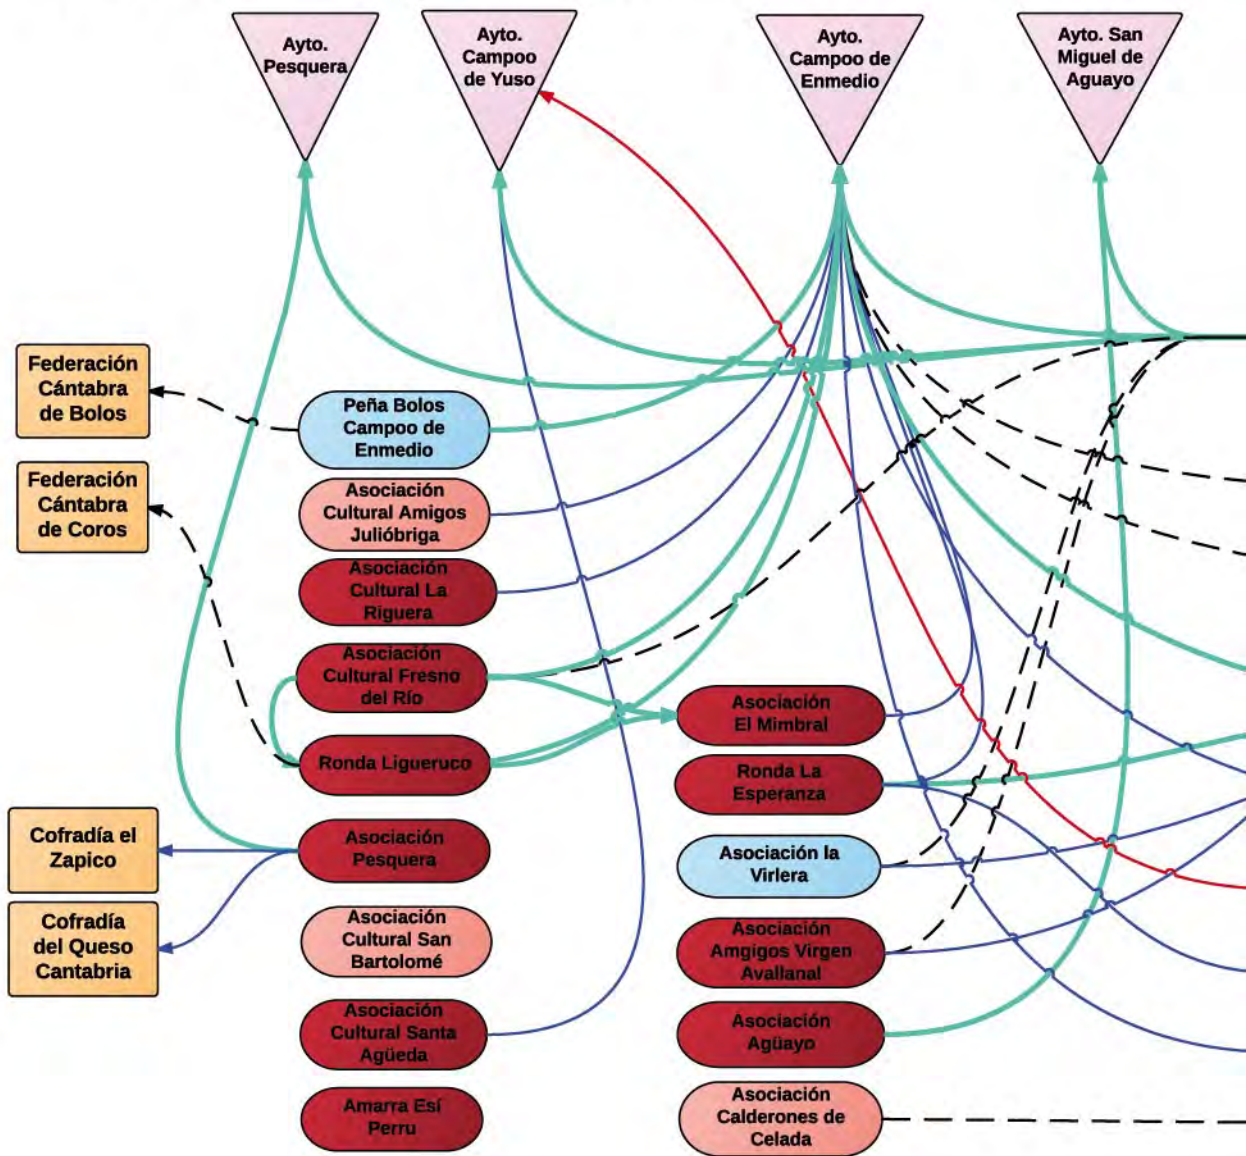 Ayto.
Pesquera
Ayto.
Campoo
de Yuso
Ayto.
Campoo de
Enmedio
Ayto. San
Miguel de
Aguayo
Federación
Cántabra
de Bolos
Federación
Cántabra
de Coros
Cofradía el
Zapico
Cofradía
del Queso
Cantabria
Peña Bolos
Campoo de
Enmedio
Asociación
Cultural Amigos
Julióbriga
Asociación
Cultural La
Riguera
Asociación
Cultural Fresno
del Río
Ronda Ligueruco
Asociación
Pesquera
Asociación
Cultural San
Bartolomé
Asociación
Cultural Santa
Agüeda
Amarra Esí
Perru
Asociación
El Mimbral
Ronda La
Esperanza
Asociación la
Virlera
Asociación
Amgigos Virgen
Avallanal
Asociación
Agüayo
Asociación
Calderones de
Celada